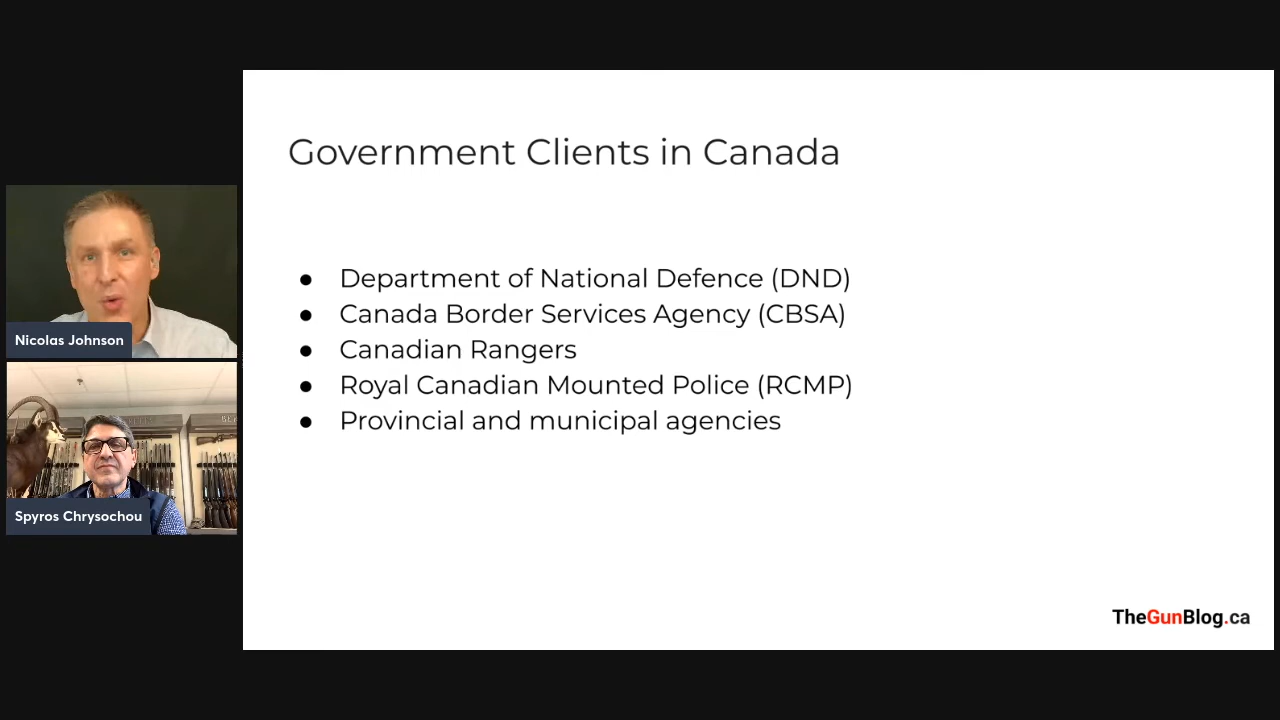 Government Clients in Canada
● Department of National Defence (DND)
● Canada Border Services Agency (CBSA)
● Canadian Rangers
● Royal Canadian Mounted Police (RCMP)
● Provincial and municipal agencies
Nicolas Johnson
Spyros Chrysochou
TheGunBlog.ca